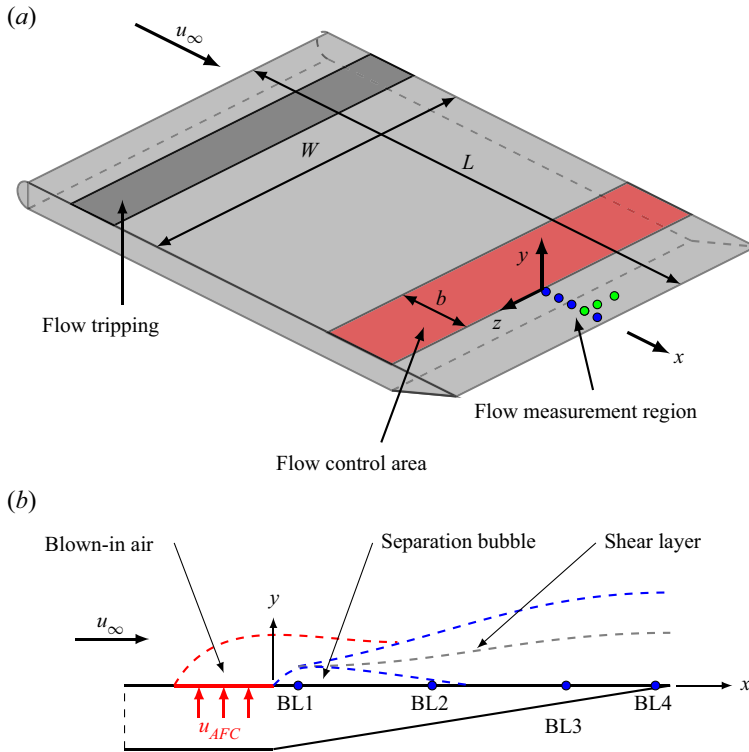 (a)
u∞
W
L
y
b
z
x
Flow tripping
Flow measurement region
Flow control area
(b)
Blown-in air
Separation bubble
Shear layer
u∞
y
x
BL1
BL2
BL3
BL4
uAFC